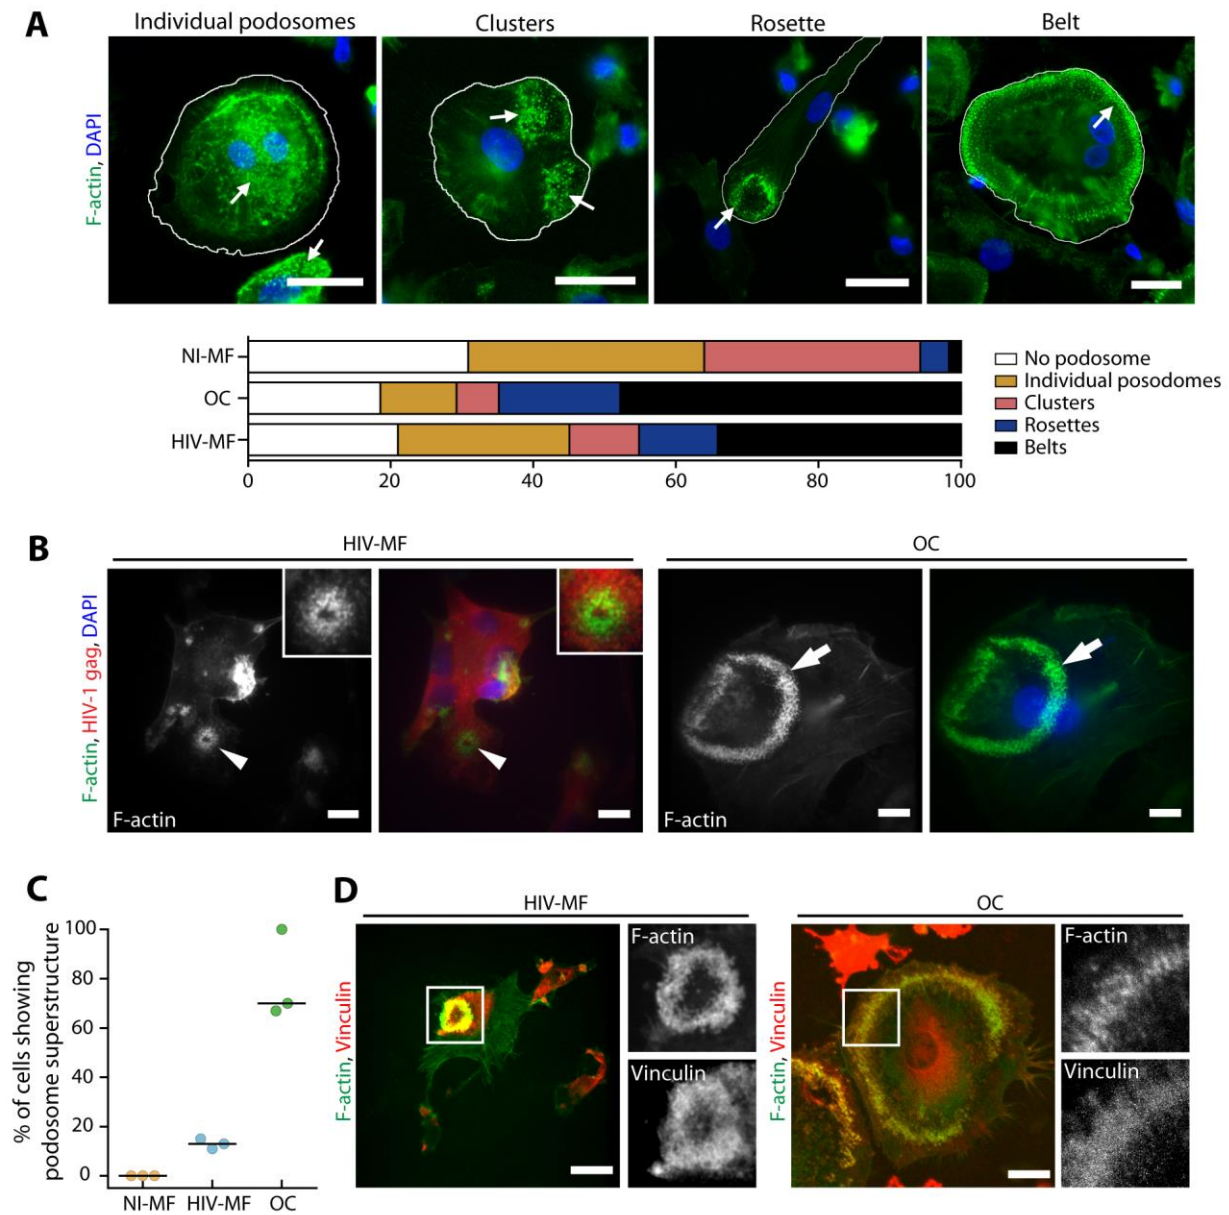 A
Individual podosomes
Clusters
Rosette
Belt
F-actin, DAPI
NI-MF
OC
HIV-MF
0
20
40
60
80
100
No podosome
Individual posodomes
Clusters
Rosettes
Belts
B
HIV-MF
OC
F-actin, HIV-1 gag, DAPI
F-actin
F-actin
C
% of cells showing
podosome superstructure
100
80
60
40
20
0
NI-MF
HIV-MF
OC
D
HIV-MF
OC
F-actin, Vinculin
F-actin
Vinculin
F-actin, Vinculin
F-actin
Vinculin